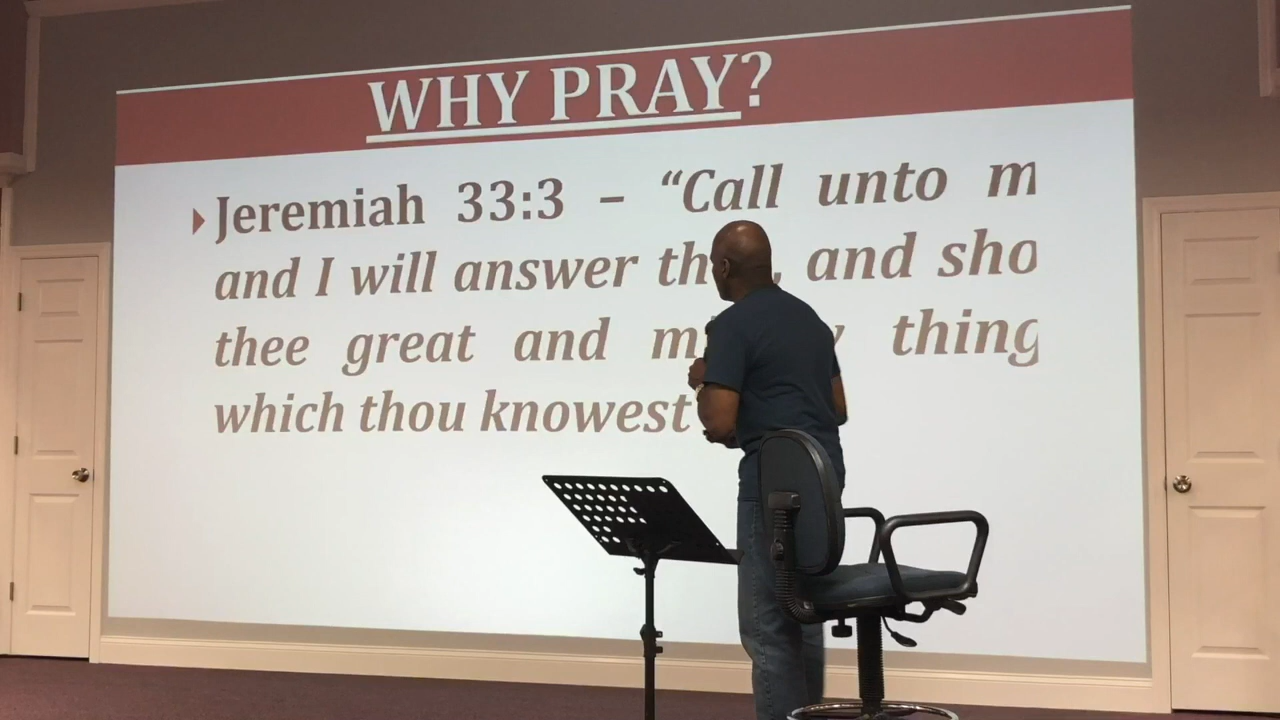 WHY PRAY?
Jeremiah 33:3 – “Call unto m
and I will answer th , and sho
thee great and mi y thing
which thou knowest